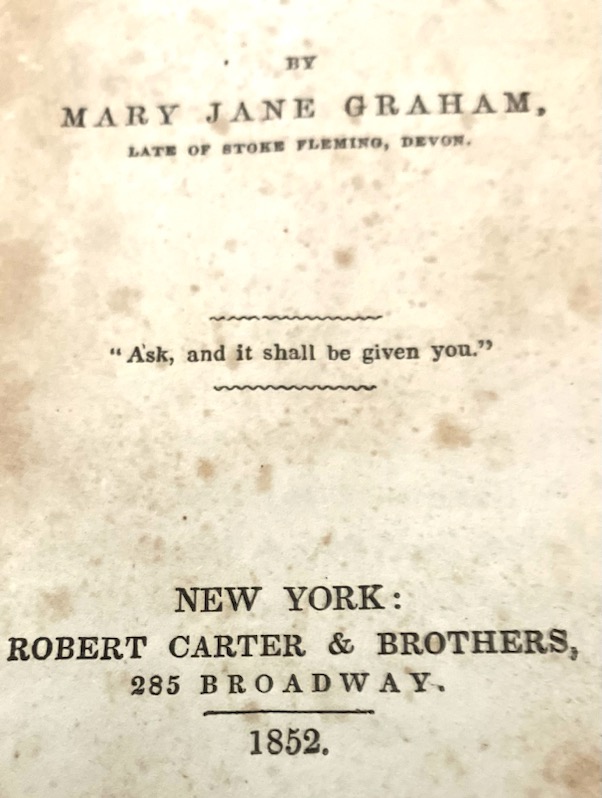 BY
MARY JANE GRAHAM,
LATE OF STOKE FLEMING, DEVON.
"Ask, and it shall be given you."
NEW YORK:
ROBERT CARTER & BROTHERS,
285 BROADWAY.
1852.